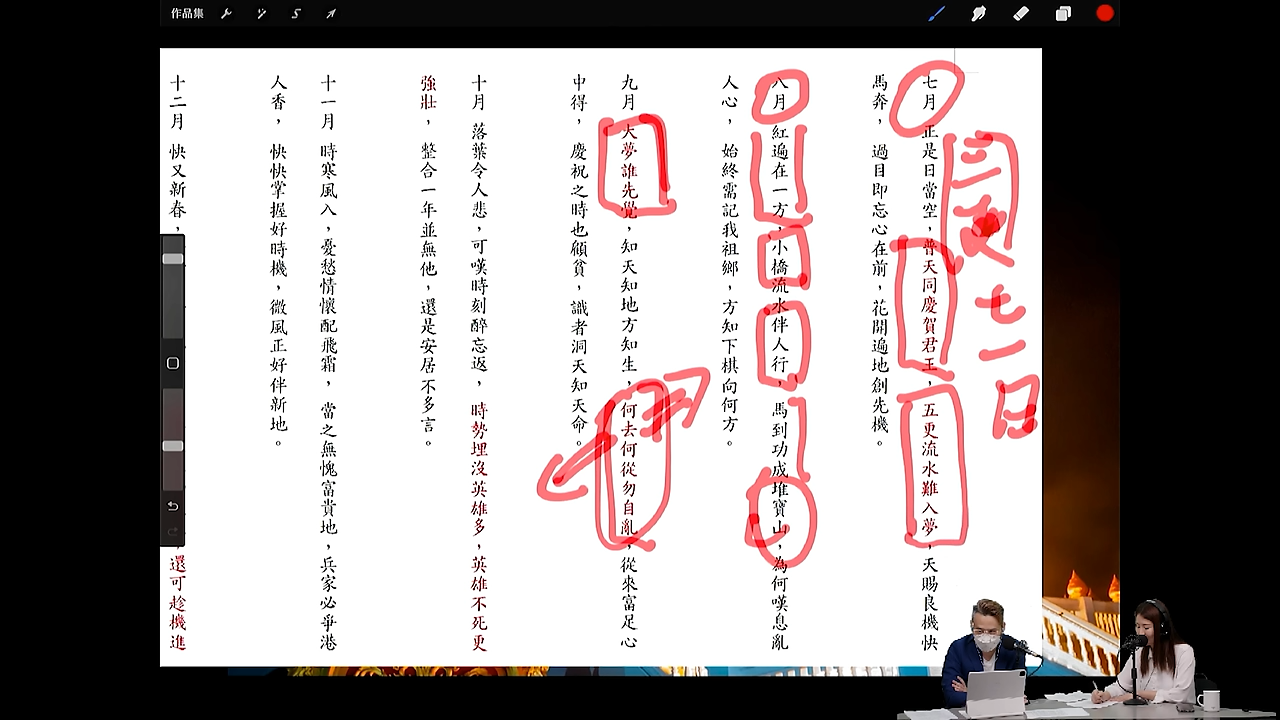 作品集
七月 正是日當空，普天同慶賀君王，五更流水難入夢，天賜良機快
馬奔，過目即忘心在前，花開遍地創先機。
八月 紅遍在一方，小橋流水伴人行，馬到功成堆寶山，為何嘆息亂
人心，始終需記我祖鄉，方知下棋向何方。
九月 大夢誰先覺，知天知地方知生，何去何從勿自亂，從來富足心
中得，慶祝之時也顧貧，識者洞天知天命。
十月 落葉令人悲，可嘆時刻醉忘返，時勢埋沒英雄多，英雄不死更
強壯，整合一年並無他，還是安居不多言。
十一月 時寒風入，憂愁情懷配飛霜，當之無愧富貴地，兵家必爭港
人香，快快掌握好時機，微風正好伴新地。
十二月 快又新春，
，還可趁機進
三更
七一日